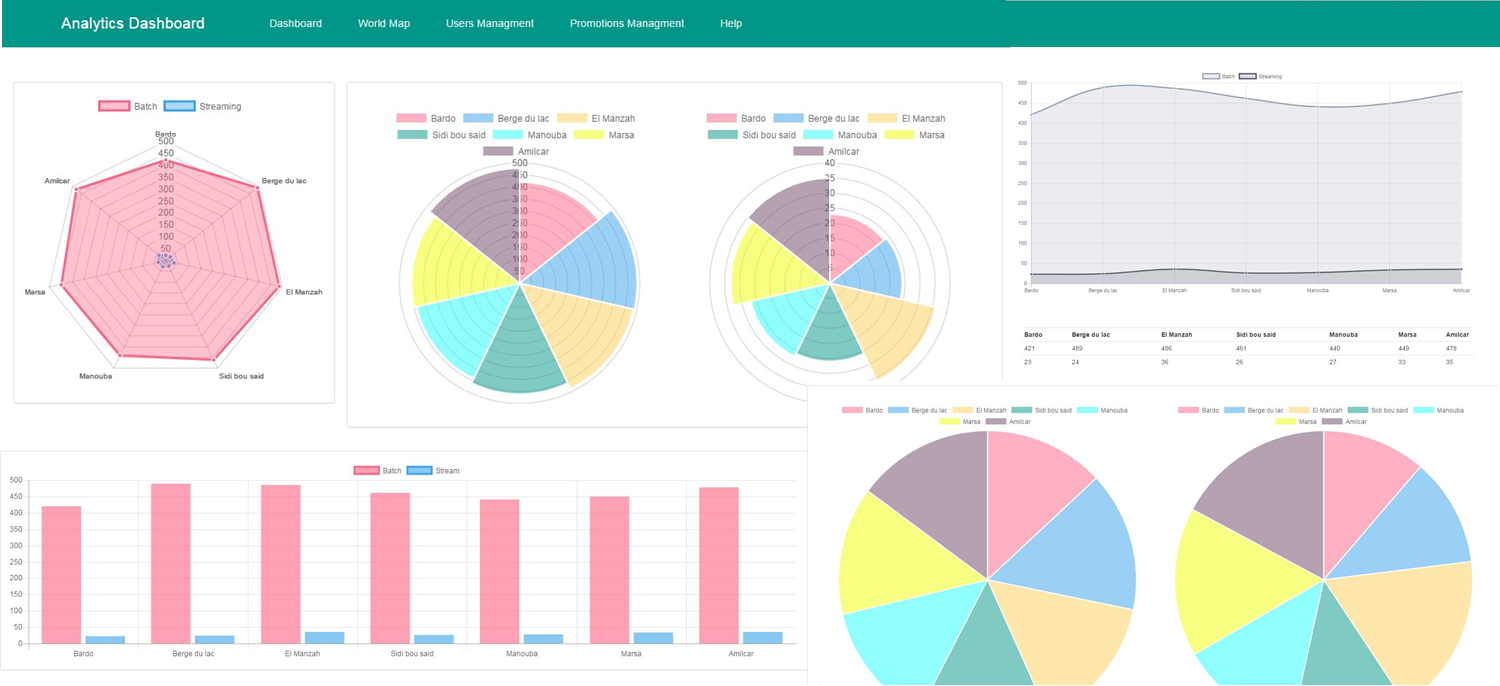 Analytics Dashboard Dashboard World Map Users Managment Promotions Managment Help
Batch Streaming
Bardo
500
450
400
350
300
250
200
150
100
50
Amilcar
Berge du lac
Marsa
El Manzah
Manouba
Sidi bou said
Bardo Berge du lac El Manzah
Sidi bou said Manouba Marsa
Amilcar
500
450
400
350
300
250
200
150
100
50
Bardo Berge du lac El Manzah
Sidi bou said Manouba Marsa
Amilcar
40
35
30
25
20
15
10
5
Batch Streaming
500
450
400
350
300
250
200
150
100
50
0
Bardo Berge du lac El Manzah Sidi bou said Manouba Marsa Amilcar
Bardo Berge du lac El Manzah Sidi bou said Manouba Marsa Amilcar
421 489 486 461 440 449 478
23 24 36 26 27 33 35
Batch Stream
500
450
400
350
300
250
200
150
100
50
0
Bardo Berge du lac El Manzah Sidi bou said Manouba Marsa Amilcar
Bardo Berge du lac El Manzah Sidi bou said Manouba
Marsa Amilcar
Bardo Berge du lac El Manzah Sidi bou said Manouba
Marsa Amilcar